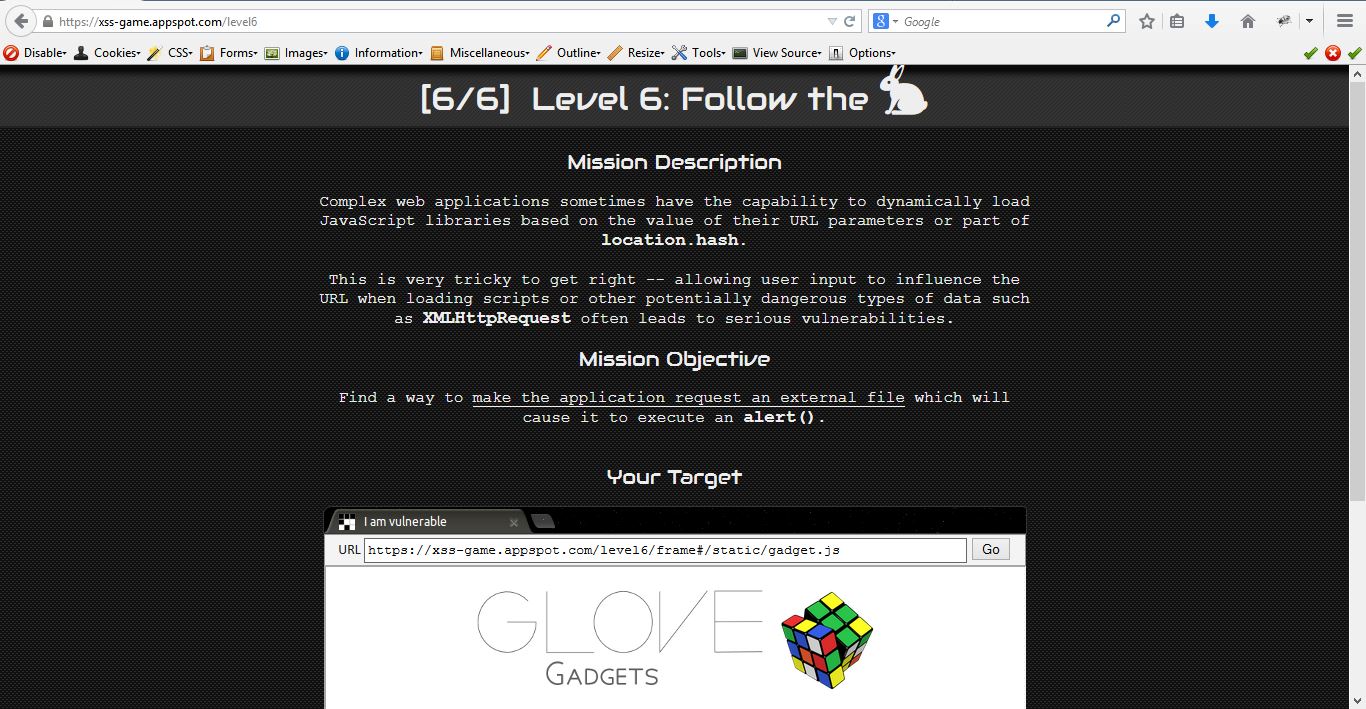 https://xss-game.appspot.com/level6
Google
Disable Cookies CSS Forms Images Information Miscellaneous Outline Resize Tools View Source Options
[6/6] Level 6: Follow the
Mission Description
Complex web applications sometimes have the capability to dynamically load
JavaScript libraries based on the value of their URL parameters or part of
location.hash.
This is very tricky to get right -- allowing user input to influence the
URL when loading scripts or other potentially dangerous types of data such
as XMLHttpRequest often leads to serious vulnerabilities.
Mission Objective
Find a way to make the application request an external file which will
cause it to execute an alert().
Your Target
I am vulnerable
URL https://xss-game.appspot.com/level6/frame#/static/gadget.js Go
GLOVE
GADGETS